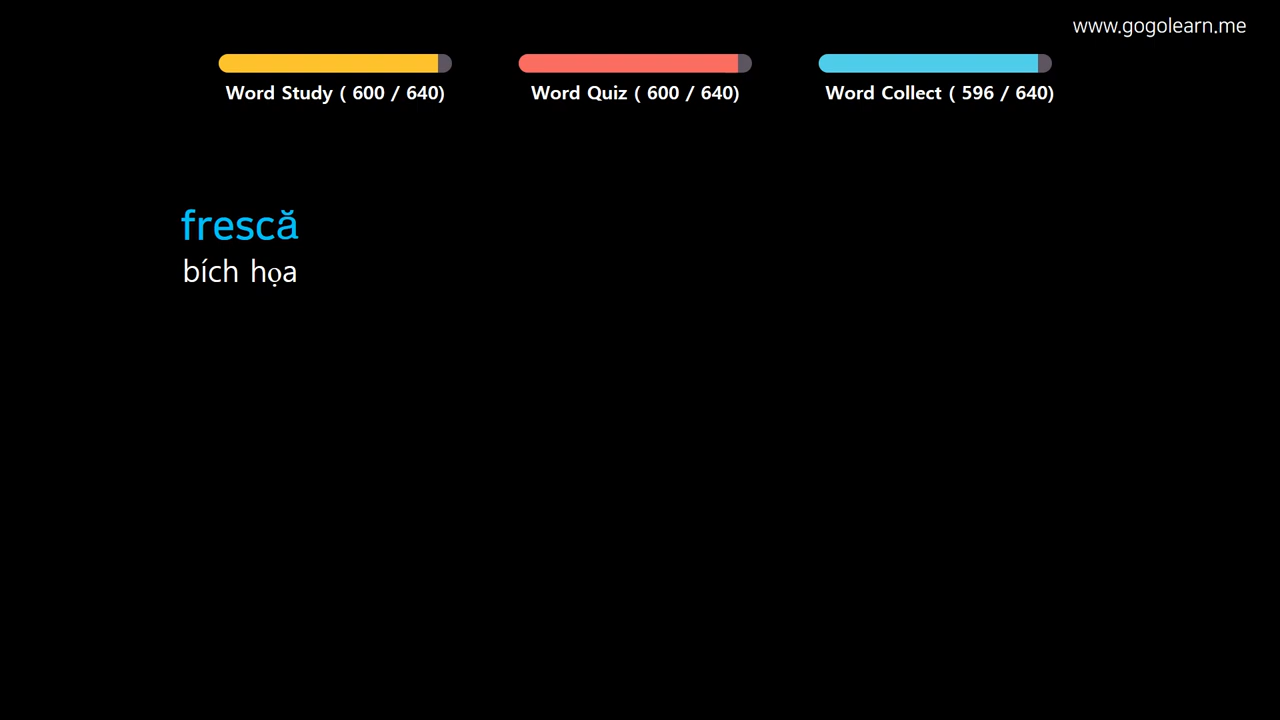 www.gogolearn.me
Word Study ( 600 / 640)
Word Quiz ( 600 / 640)
Word Collect ( 596 / 640)
frescă
bích họa